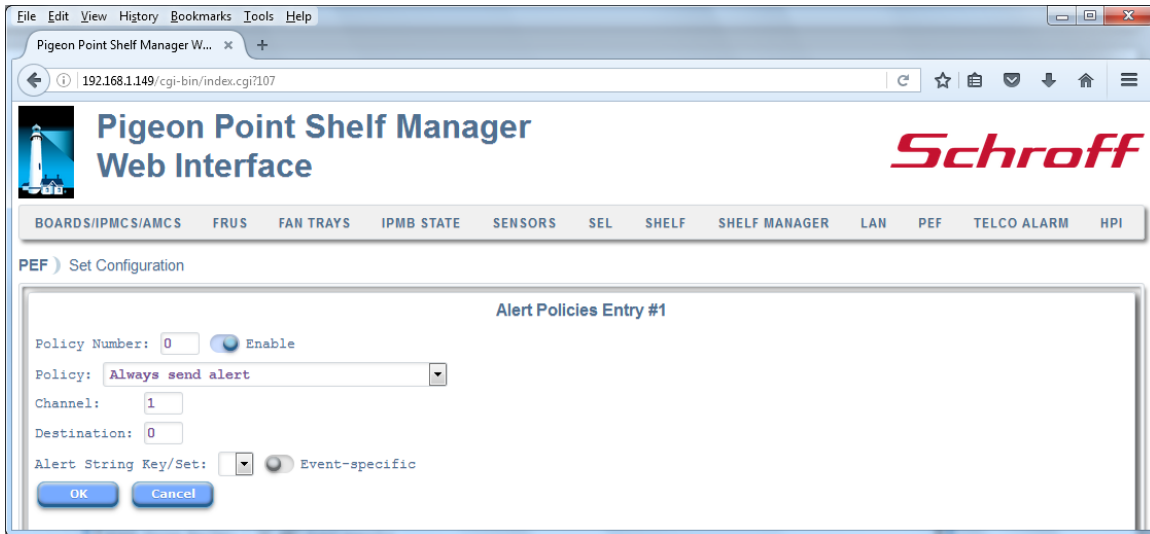 File Edit View History Bookmarks Tools Help
Pigeon Point Shelf Manager W... × +
192.168.1.149/cgi-bin/index.cgi?107
Pigeon Point Shelf Manager
Web Interface
Schroff
BOARDS/IPMCS/AMCS FRUS FAN TRAYS IPMB STATE SENSORS SEL SHELF SHELF MANAGER LAN PEF TELCO ALARM HPI
PEF ) Set Configuration
Alert Policies Entry #1
Policy Number: 0 Enable
Policy: Always send alert
Channel: 1
Destination: 0
Alert String Key/Set: Event-specific
OK Cancel